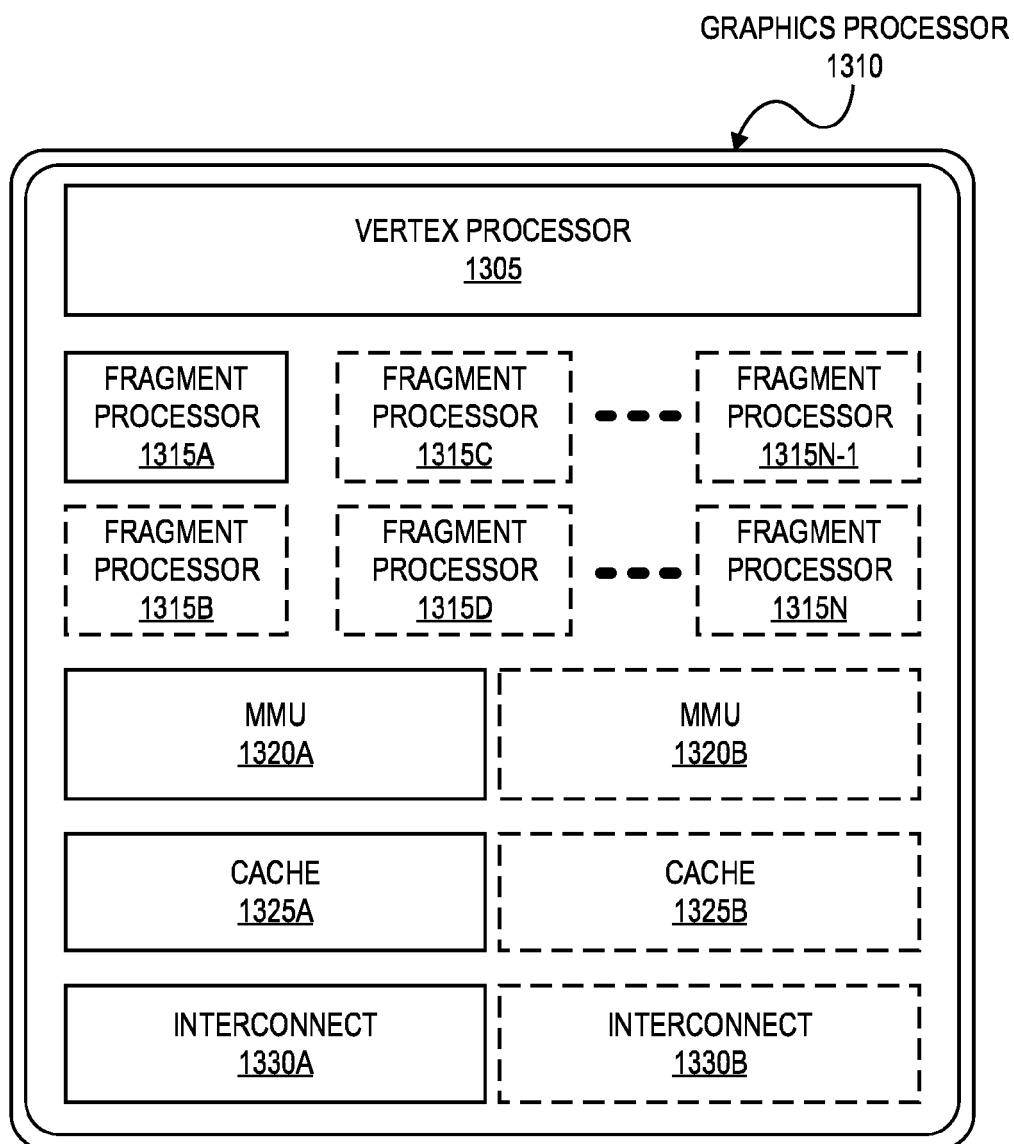 GRAPHICS PROCESSOR
1310
VERTEX PROCESSOR
1305
FRAGMENT
PROCESSOR
1315A
FRAGMENT
PROCESSOR
1315C
FRAGMENT
PROCESSOR
1315N-1
FRAGMENT
PROCESSOR
1315B
FRAGMENT
PROCESSOR
1315D
FRAGMENT
PROCESSOR
1315N
MMU
1320A
MMU
1320B
CACHE
1325A
CACHE
1325B
INTERCONNECT
1330A
INTERCONNECT
1330B